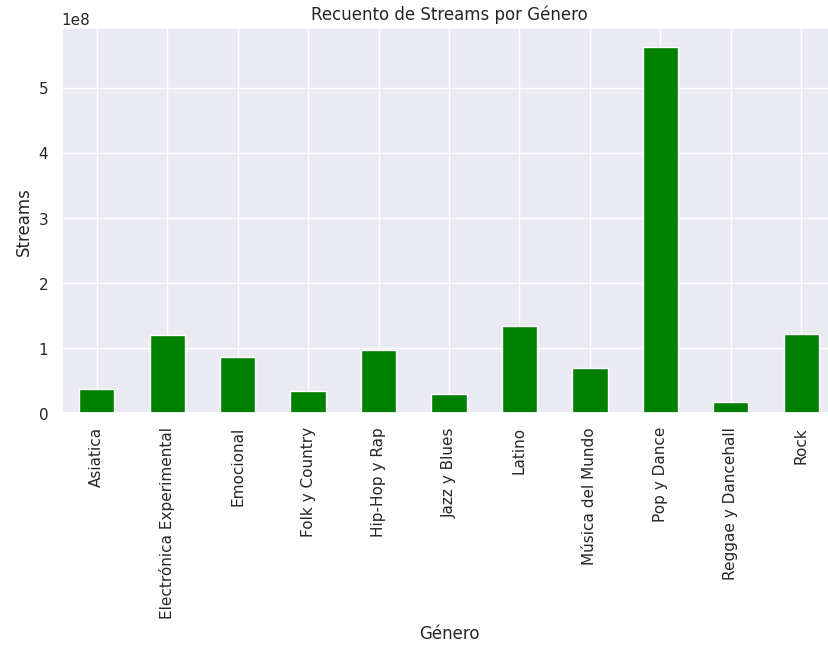 Recuento de Streams por Género
1e8
5
4
3
2
1
0
Streams
Asiatica
Electrónica Experimental
Emocional
Folk y Country
Hip-Hop y Rap
Jazz y Blues
Latino
Música del Mundo
Pop y Dance
Reggae y Dancehall
Rock
Género